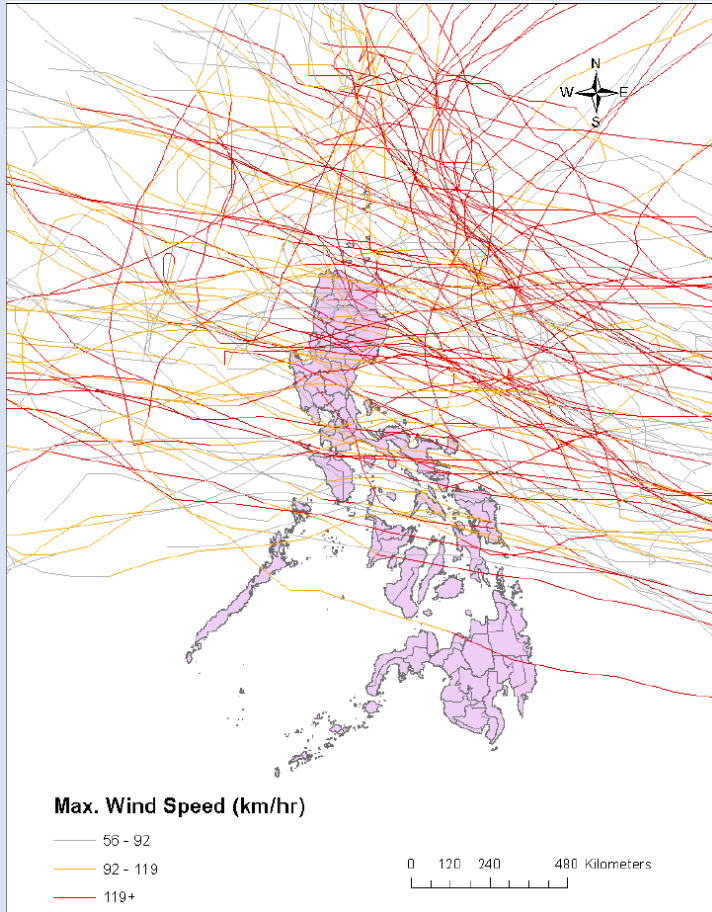 N
W E
S
Max. Wind Speed (km/hr)
56 - 92
92 - 119
119+
0 120 240 480 Kilometers